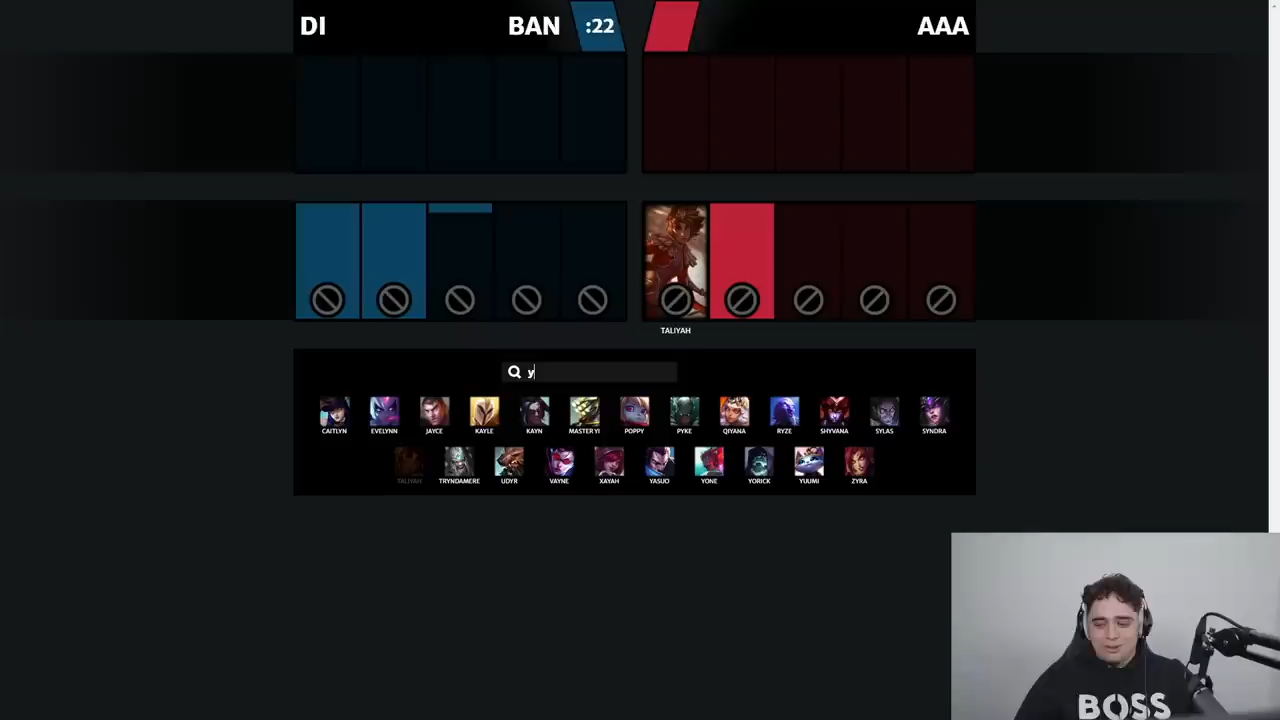 DI BAN :22 AAA
TALIYAH
y
CAITLYN EVELYNN JAYCE KAYLE KAYN MASTER YI POPPY PYKE QIYANA RYZE SHYVANA SYLAS SYNDRA
TALIYAH TRYNDAMERE UDYR VAYNE XAYAH YASUO YONE YORICK YUUMI ZYRA
BOSS